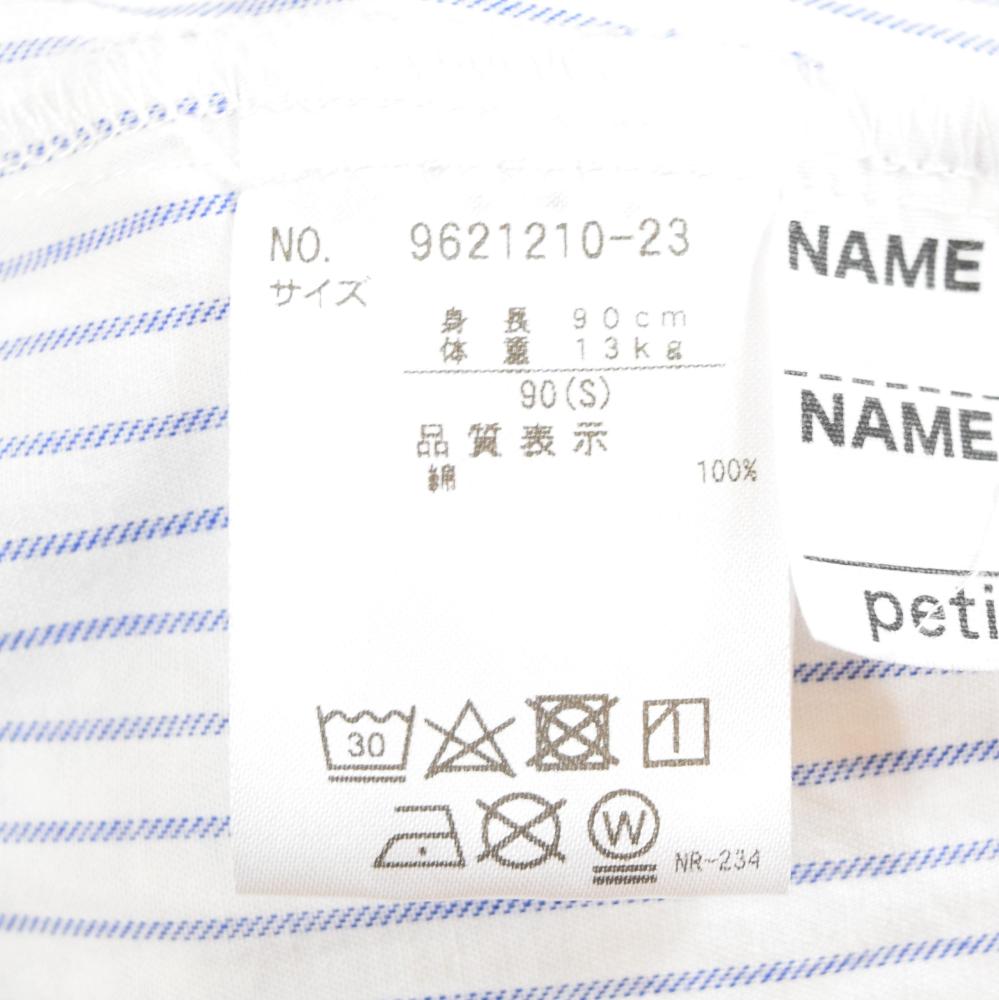 NO. 9621210-23
サイズ
身長 90cm
体重 13kg
90(S)
品質表示
綿 100%
30
W
NR-234
NAME
NAME
peti